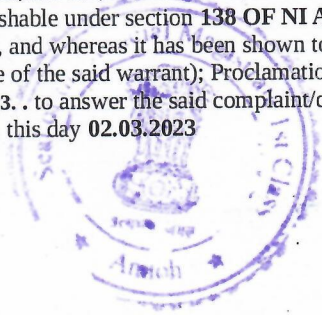 shable under section 138 OF NI A
, and whereas it has been shown to
e of the said warrant); Proclamatio
3. . to answer the said complaint/c
this day 02.03.2023